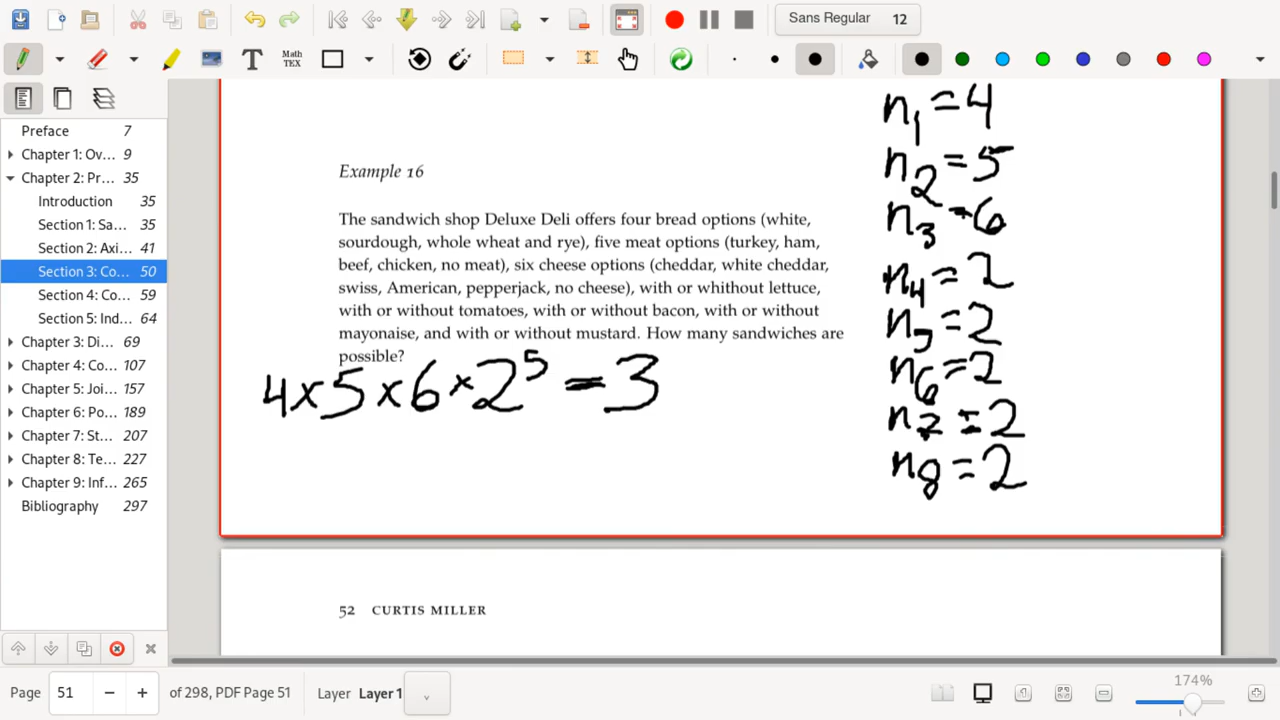 Sans Regular 12
Math
TEX
Preface 7
Chapter 1: Ov... 9
Chapter 2: Pr... 35
Introduction 35
Section 1: Sa... 35
Section 2: Axi... 41
Section 3: Co... 50
Section 4: Co... 59
Section 5: Ind... 64
Chapter 3: Di... 69
Chapter 4: Co... 107
Chapter 5: Joi... 157
Chapter 6: Po... 189
Chapter 7: St... 207
Chapter 8: Te... 227
Chapter 9: Inf... 265
Bibliography 297
Example 16
The sandwich shop Deluxe Deli offers four bread options (white,
sourdough, whole wheat and rye), five meat options (turkey, ham,
beef, chicken, no meat), six cheese options (cheddar, white cheddar,
swiss, American, pepperjack, no cheese), with or whithout lettuce,
with or without tomatoes, with or without bacon, with or without
mayonaise, and with or without mustard. How many sandwiches are
possible?
4×5×6×2⁵ = 3
n₁ = 4
n₂ = 5
n₃ = 6
n₄ = 2
n₅ = 2
n₆ = 2
n₇ = 2
n₈ = 2
52 CURTIS MILLER
Page 51 of 298, PDF Page 51 Layer Layer 1
174%